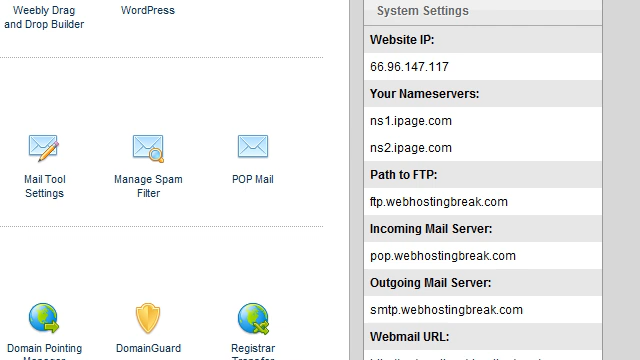 Weebly Drag
and Drop Builder
WordPress
Mail Tool
Settings
Manage Spam
Filter
POP Mail
Domain Pointing
Manager
DomainGuard
Registrar
Transfer
System Settings
Website IP:
66.96.147.117
Your Nameservers:
ns1.ipage.com
ns2.ipage.com
Path to FTP:
ftp.webhostingbreak.com
Incoming Mail Server:
pop.webhostingbreak.com
Outgoing Mail Server:
smtp.webhostingbreak.com
Webmail URL: